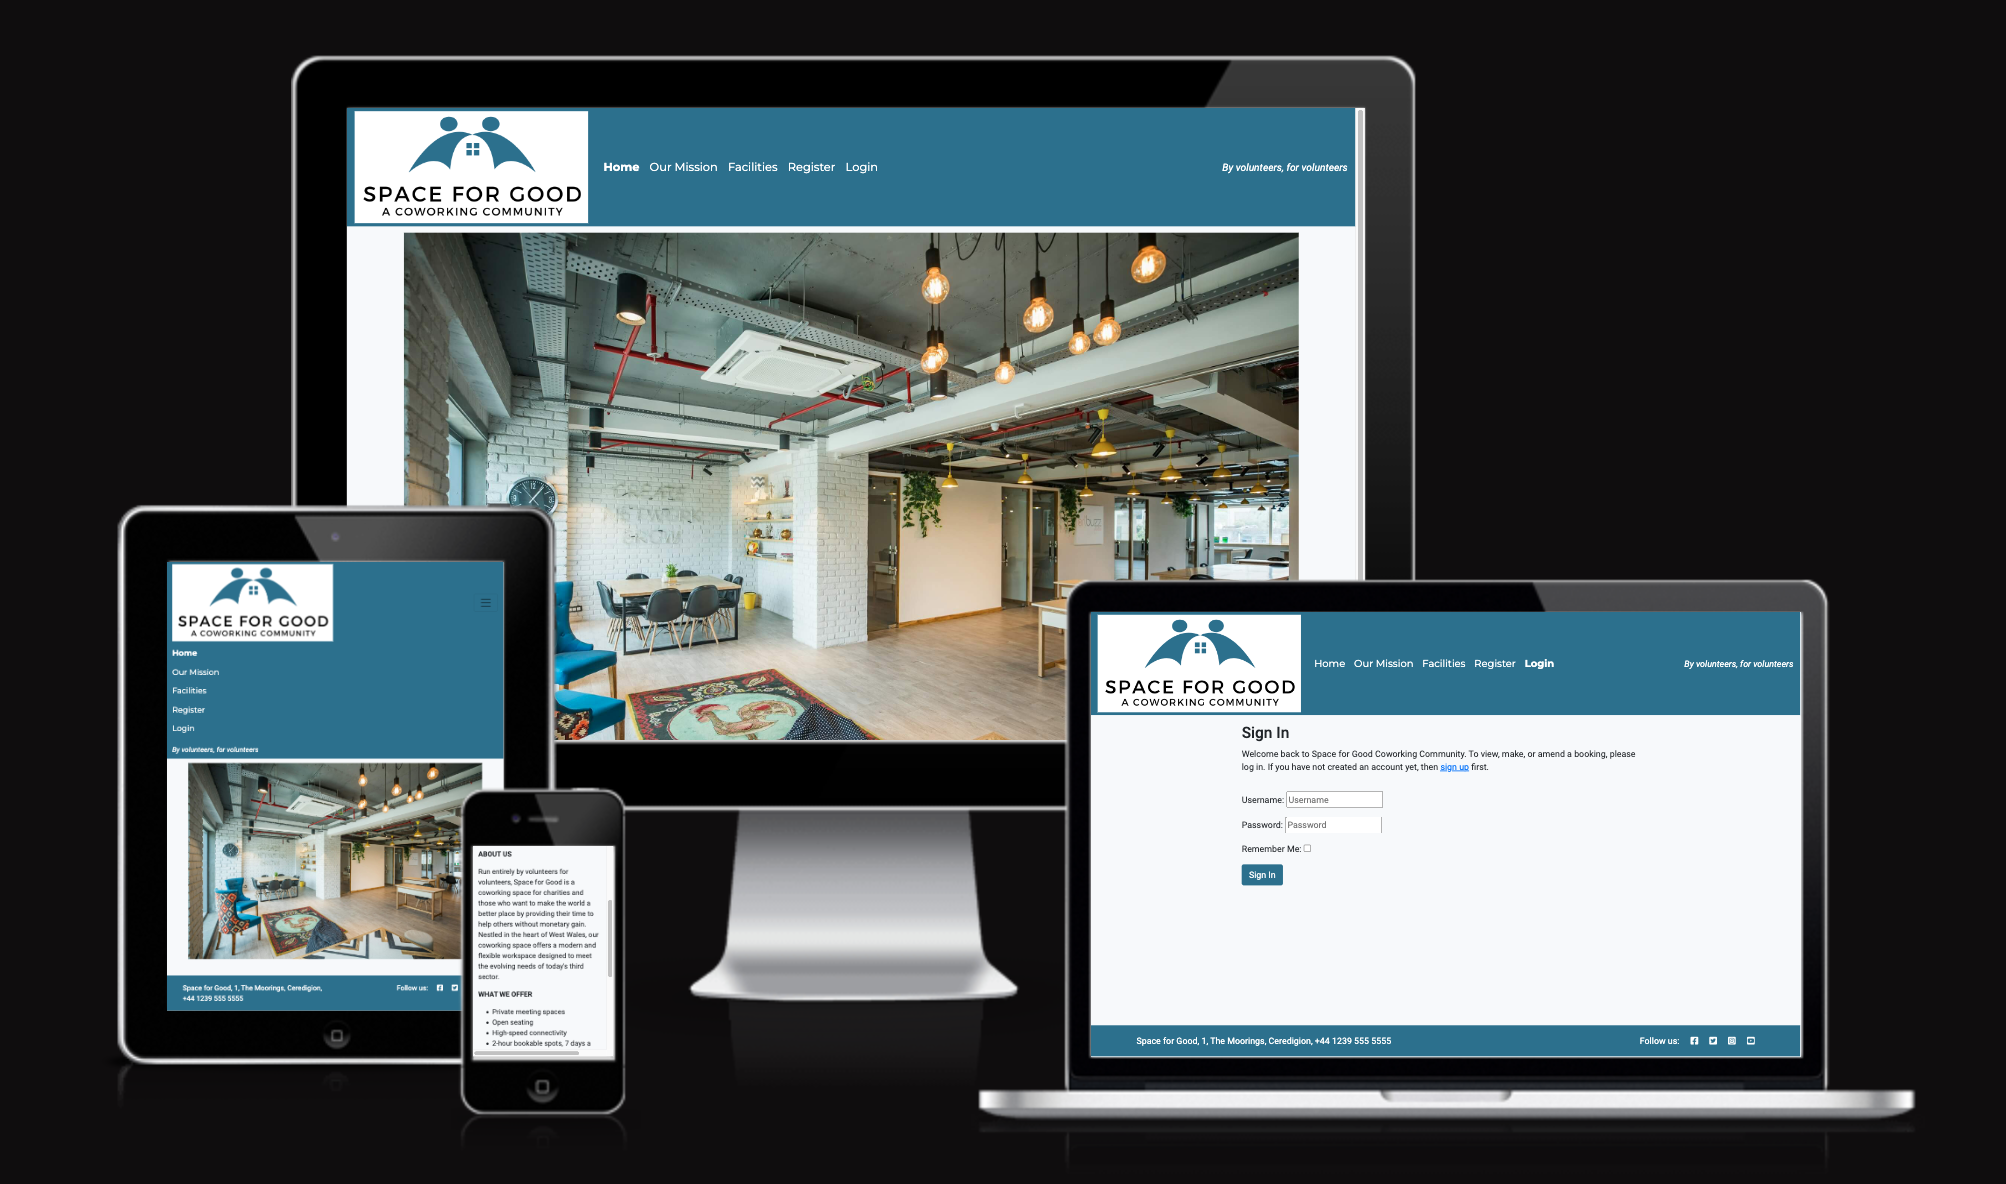 SPACE FOR GOOD
A COWORKING COMMUNITY
Home Our Mission Facilities Register Login
By volunteers, for volunteers
SPACE FOR GOOD
A COWORKING COMMUNITY
Home
Our Mission
Facilities
Register
Login
By volunteers, for volunteers
Space for Good, 1, The Moorings, Ceredigion,
+44 1239 555 5555
Follow us:
ABOUT US
Run entirely by volunteers for
volunteers, Space for Good is a
coworking space for charities and
those who want to make the world a
better place by providing their time to
help others without monetary gain.
Nestled in the heart of West Wales, our
coworking space offers a modern and
flexible workspace designed to meet
the evolving needs of today's third
sector.
WHAT WE OFFER
• Private meeting spaces
• Open seating
• High-speed connectivity
• 2-hour bookable spots, 7 days a
SPACE FOR GOOD
A COWORKING COMMUNITY
Home Our Mission Facilities Register Login
By volunteers, for volunteers
Sign In
Welcome back to Space for Good Coworking Community. To view, make, or amend a booking, please
log in. If you have not created an account yet, then sign up first.
Username: Username
Password: Password
Remember Me:
Sign In
Space for Good, 1, The Moorings, Ceredigion, +44 1239 555 5555
Follow us: